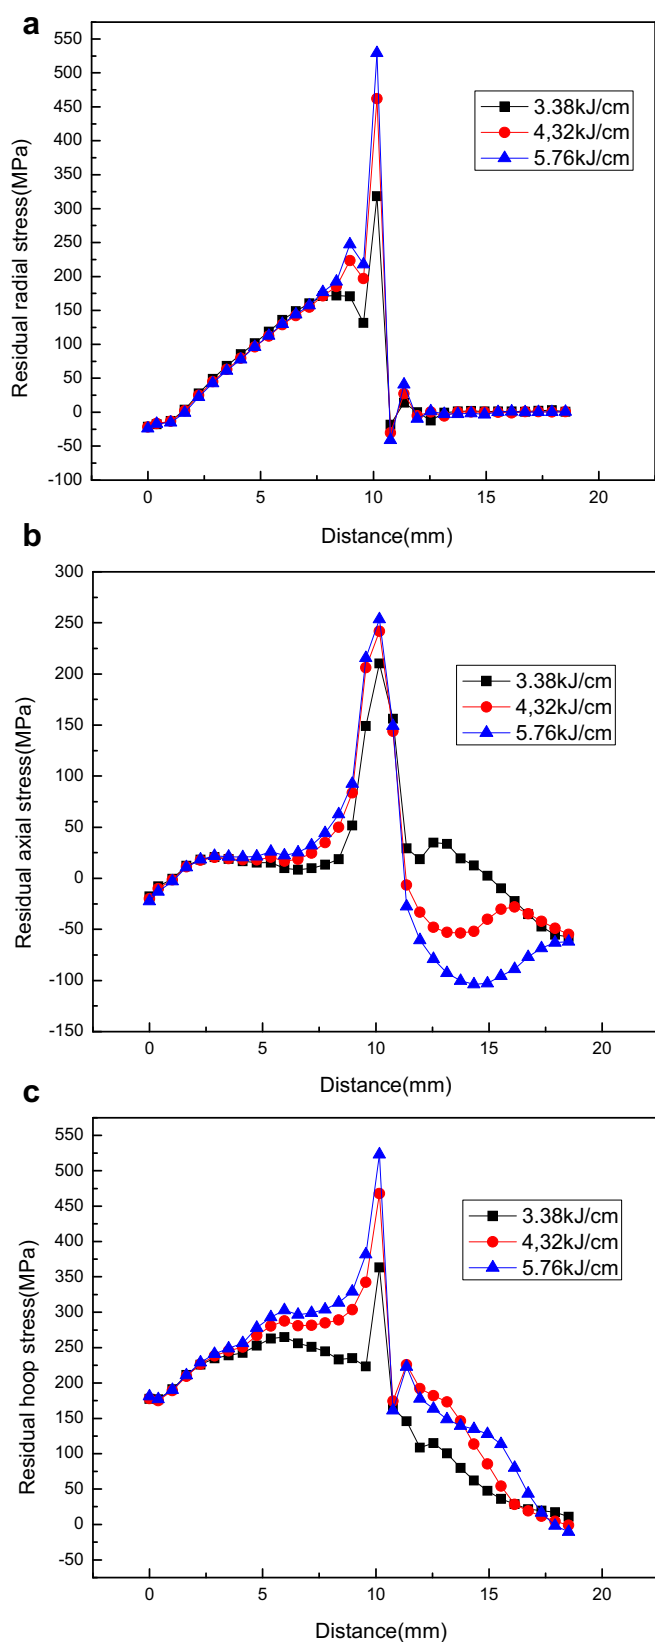 a
550
500
450
400
350
300
250
200
150
100
50
0
-50
-100
Residual radial stress(MPa)
3.38kJ/cm
4,32kJ/cm
5.76kJ/cm
0 5 10 15 20
Distance(mm)
b
300
250
200
150
100
50
0
-50
-100
-150
Residual axial stress(MPa)
3.38kJ/cm
4,32kJ/cm
5.76kJ/cm
0 5 10 15 20
Distance(mm)
c
550
500
450
400
350
300
250
200
150
100
50
0
-50
Residual hoop stress(MPa)
3.38kJ/cm
4,32kJ/cm
5.76kJ/cm
0 5 10 15 20
Distance(mm)